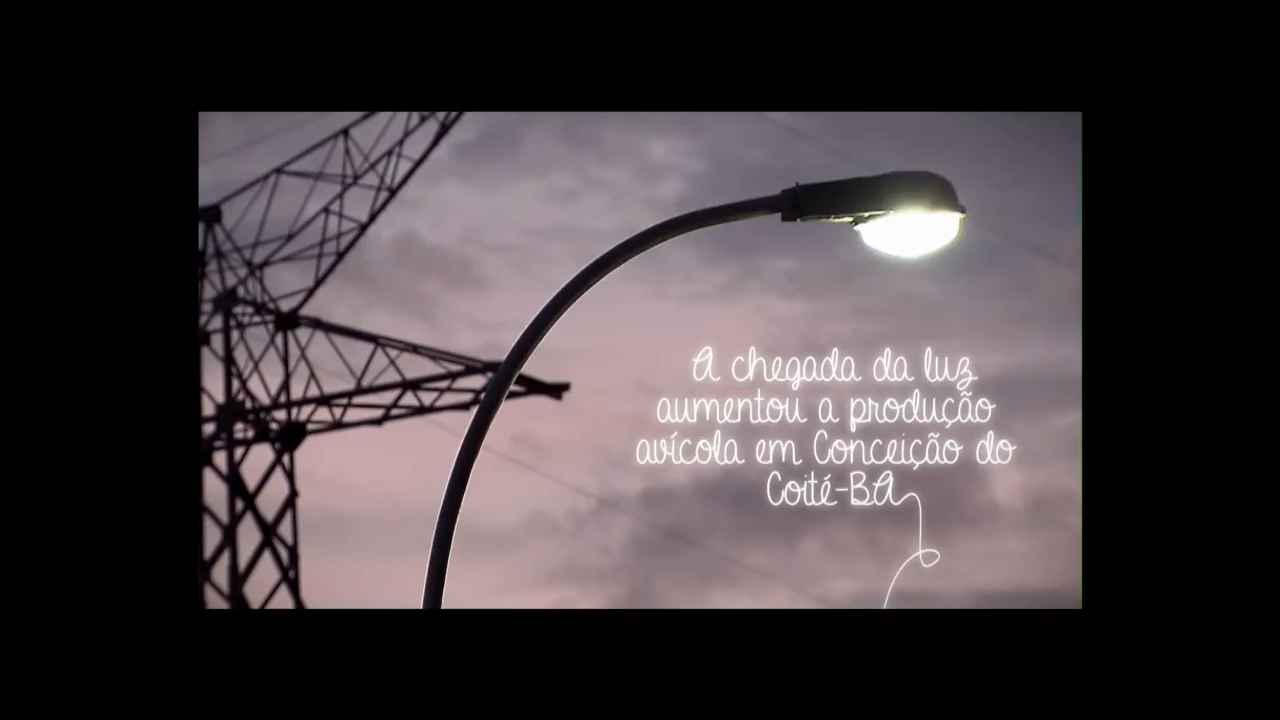 A chegada da luz
aumentou a produção
avícola em Conceição do
Coité-BA